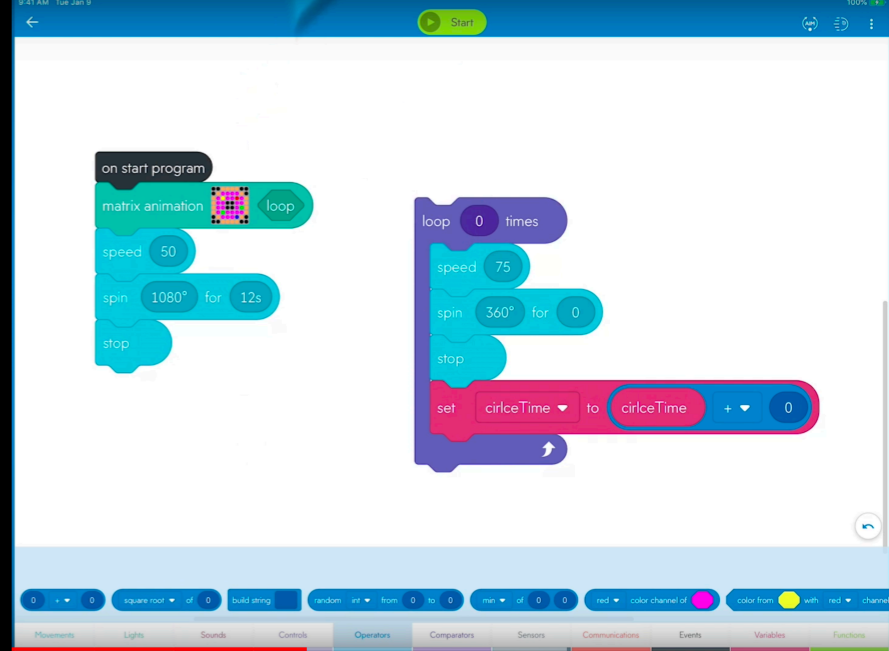 9:41 AM Tue Jan 9
100%
Start
on start program
matrix animation loop
speed 50
spin 1080° for 12s
stop
loop 0 times
speed 75
spin 360° for 0
stop
set cirlceTime to cirlceTime + 0
0 + 0
square root of 0
build string
random int from 0 to 0
min of 0 0
red color channel of
color from with red channel
Movements
Lights
Sounds
Controls
Operators
Comparators
Sensors
Communications
Events
Variables
Functions